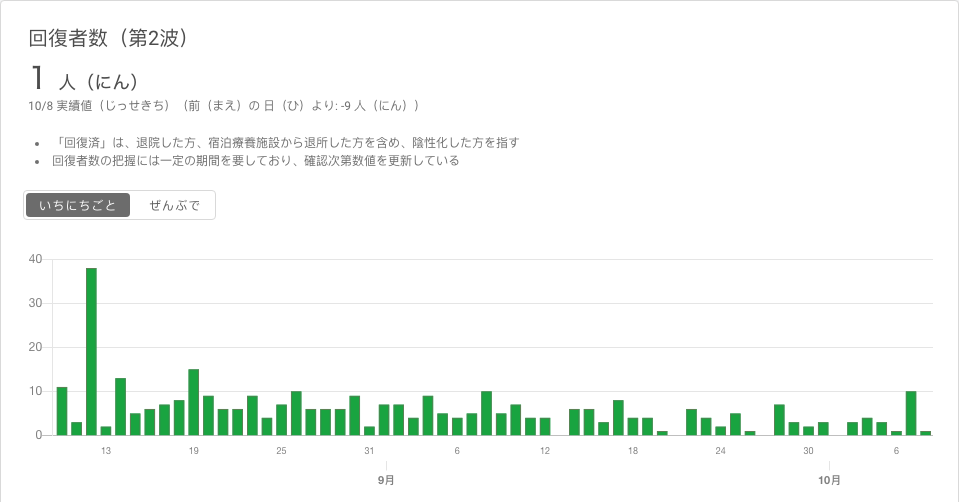 回復者数（第2波）
1 人（にん）
10/8 実績値（じっせきち）（前（まえ）の 日（ひ）より: -9 人（にん））
「回復済」は、退院した方、宿泊療養施設から退所した方を含め、陰性化した方を指す
回復者数の把握には一定の期間を要しており、確認次第数値を更新している
いちにちごと ぜんぶで
40
30
20
10
0
13 19 25 31 6 12 18 24 30 6
9月 10月